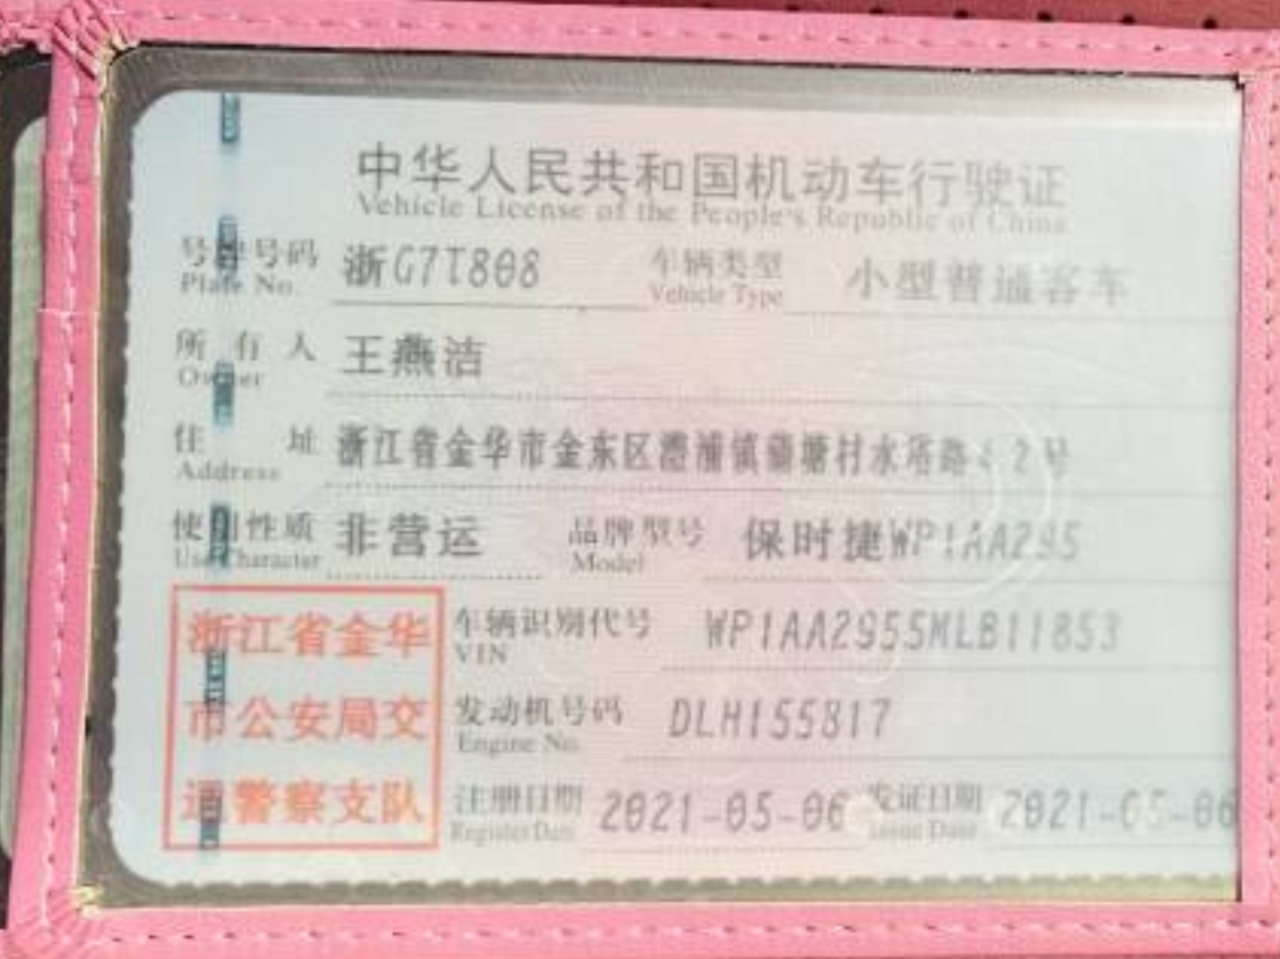 中华人民共和国机动车行驶证
Vehicle License of the People's Republic of China
号牌号码 浙G7T808 车辆类型 小型普通客车
Plate No. Vehicle Type
所有人 王燕洁
Owner
住址 浙江省金华市金东区澧浦镇 塘村水塔路 2号
Address
使用性质 非营运 品牌型号 保时捷WP1AA295
Use Character Model
浙江省金华
市公安局交
通警察支队
车辆识别代号 WP1AA2955MLB11853
VIN
发动机号码 DLH155817
Engine No.
注册日期 2021-05-06 发证日期 2021-05-06
Register Date Issue Date